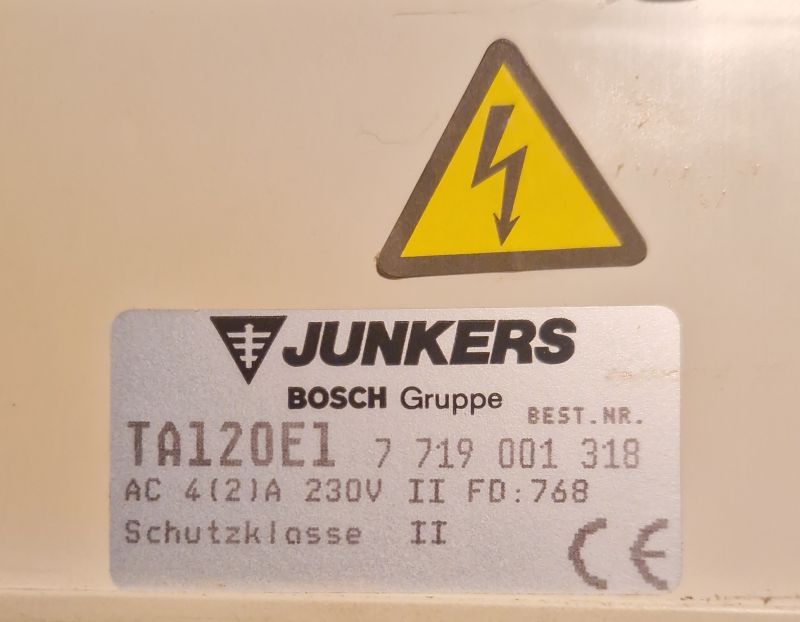 JUNKERS
BOSCH Gruppe
BEST.NR.
TA120E1 7 719 001 318
AC 4(2)A 230V II FD:768
Schutzklasse II
CE